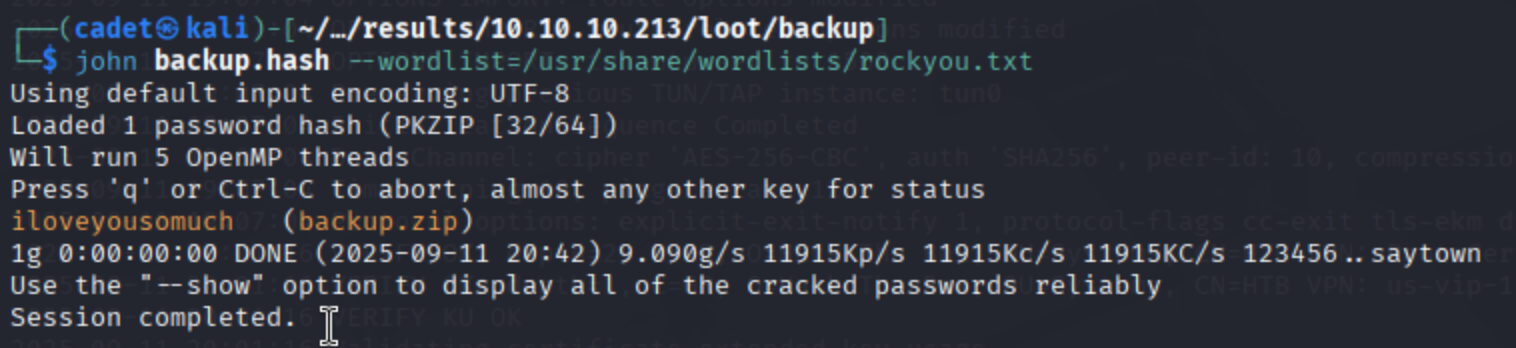 ┌──(cadet㉿kali)-[~/…/results/10.10.10.213/loot/backup]
└─$ john backup.hash --wordlist=/usr/share/wordlists/rockyou.txt
Using default input encoding: UTF-8
Loaded 1 password hash (PKZIP [32/64])
Will run 5 OpenMP threads
Press 'q' or Ctrl-C to abort, almost any other key for status
iloveyousomuch   (backup.zip)
1g 0:00:00:00 DONE (2025-09-11 20:42) 9.090g/s 11915Kp/s 11915Kc/s 11915KC/s 123456..saytown
Use the "--show" option to display all of the cracked passwords reliably
Session completed.